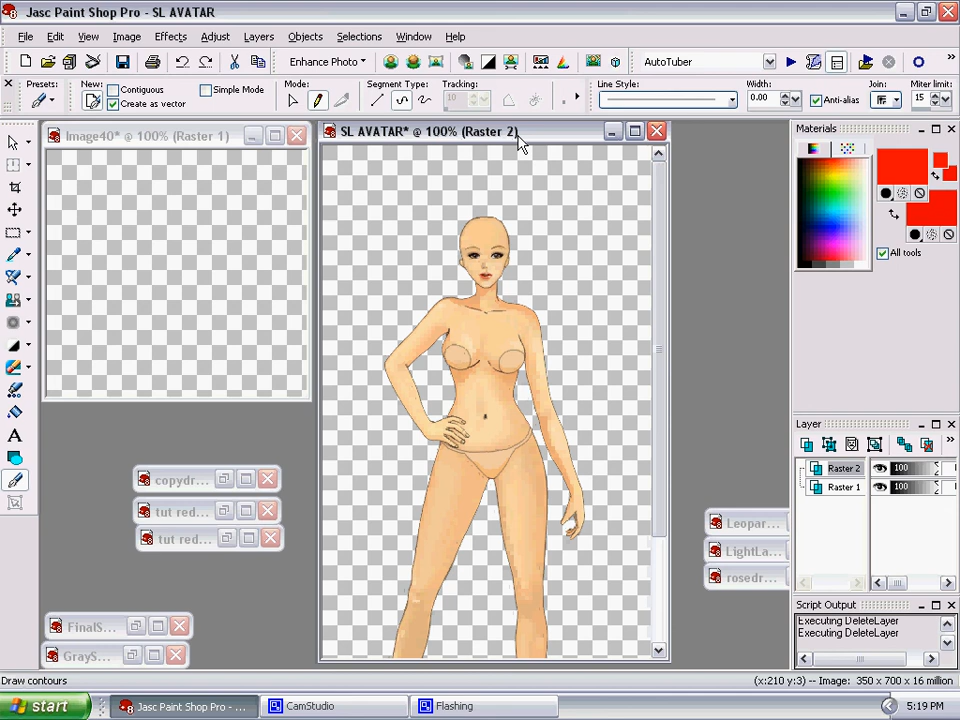 Jasc Paint Shop Pro - SL AVATAR
File Edit View Image Effects Adjust Layers Objects Selections Window Help
Enhance Photo AutoTuber
Presets: New: Contiguous Simple Mode Mode: Segment Type: Tracking: Line Style: Width: Join: Miter limit:
Create as vector 10 0.00 Anti-alias 15
Image40* @ 100% (Raster 1)
SL AVATAR* @ 100% (Raster 2)
Materials
All tools
copydr...
tut red...
tut red...
FinalS...
GrayS...
Leopar...
LightLa...
rosedr...
Layer
Raster 2 100
Raster 1 100
Script Output
Executing DeleteLayer
Executing DeleteLayer
Draw contours (x:210 y:3) -- Image: 350 x 700 x 16 million
start Jasc Paint Shop Pro - ... CamStudio Flashing 5:19 PM